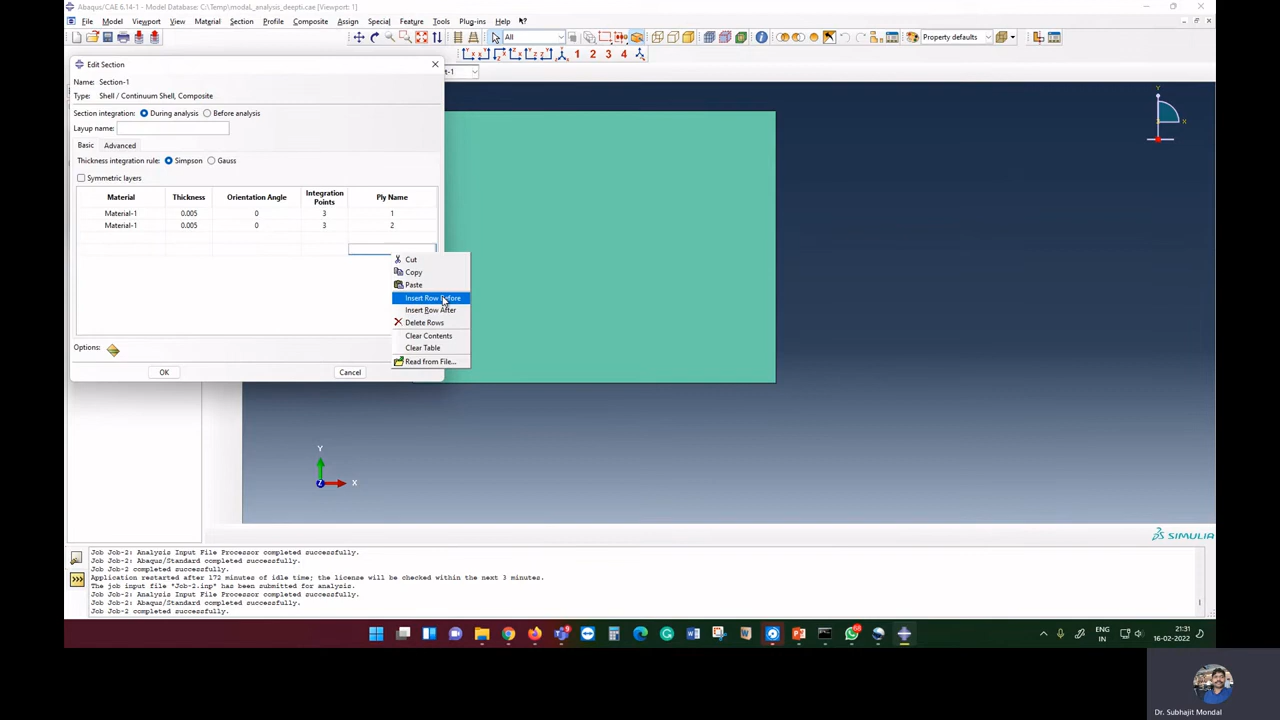 Abaqus/CAE 6.14-1 - Model Database: C:\Temp\modaL_analysis_deepti.cae [Viewport: 1]
File Model Viewport View Material Section Profile Composite Assign Special Feature Tools Plug-ins Help
All
Property defaults
1 2 3 4
Edit Section
t-1
Name: Section-1
Type: Shell / Continuum Shell, Composite
Section integration: During analysis Before analysis
Layup name:
Basic Advanced
Thickness integration rule: Simpson Gauss
Symmetric layers
Material Thickness Orientation Angle Integration Points Ply Name
Material-1 0.005 0 3 1
Material-1 0.005 0 3 2
Cut
Copy
Paste
Insert Row Before
Insert Row After
Delete Rows
Clear Contents
Clear Table
Read from File...
Options:
OK Cancel
Y
X
Y
Z X
SIMULIA
Job Job-2: Analysis Input File Processor completed successfully.
Job Job-2: Abaqus/Standard completed successfully.
Job Job-2 completed successfully.
Application restarted after 172 minutes of idle time; the license will be checked within the next 3 minutes.
The job input file "Job-2.inp" has been submitted for analysis.
Job Job-2: Analysis Input File Processor completed successfully.
Job Job-2: Abaqus/Standard completed successfully.
Job Job-2 completed successfully.
68
ENG
IN
21:31
16-02-2022
Dr. Subhajit Mondal